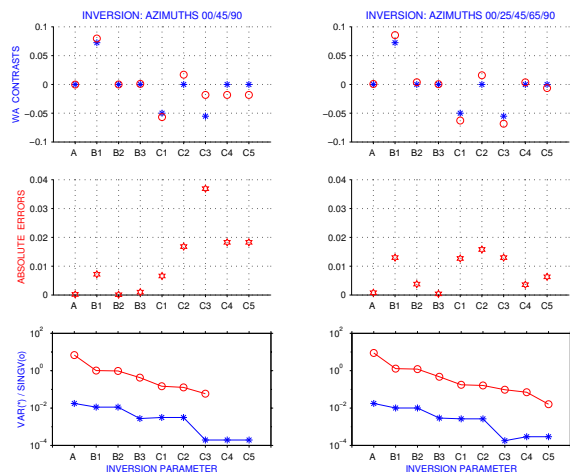 INVERSION: AZIMUTHS 00/45/90
INVERSION: AZIMUTHS 00/25/45/65/90
WA CONTRASTS
0.1
0.05
0
−0.05
−0.1
A B1 B2 B3 C1 C2 C3 C4 C5
0.1
0.05
0
−0.05
−0.1
A B1 B2 B3 C1 C2 C3 C4 C5
ABSOLUTE ERRORS
0.04
0.03
0.02
0.01
0
A B1 B2 B3 C1 C2 C3 C4 C5
0.04
0.03
0.02
0.01
0
A B1 B2 B3 C1 C2 C3 C4 C5
VAR(*) / SINGV(o)
10^2
10^0
10^−2
10^−4
A B1 B2 B3 C1 C2 C3 C4 C5
INVERSION PARAMETER
10^2
10^0
10^−2
10^−4
A B1 B2 B3 C1 C2 C3 C4 C5
INVERSION PARAMETER